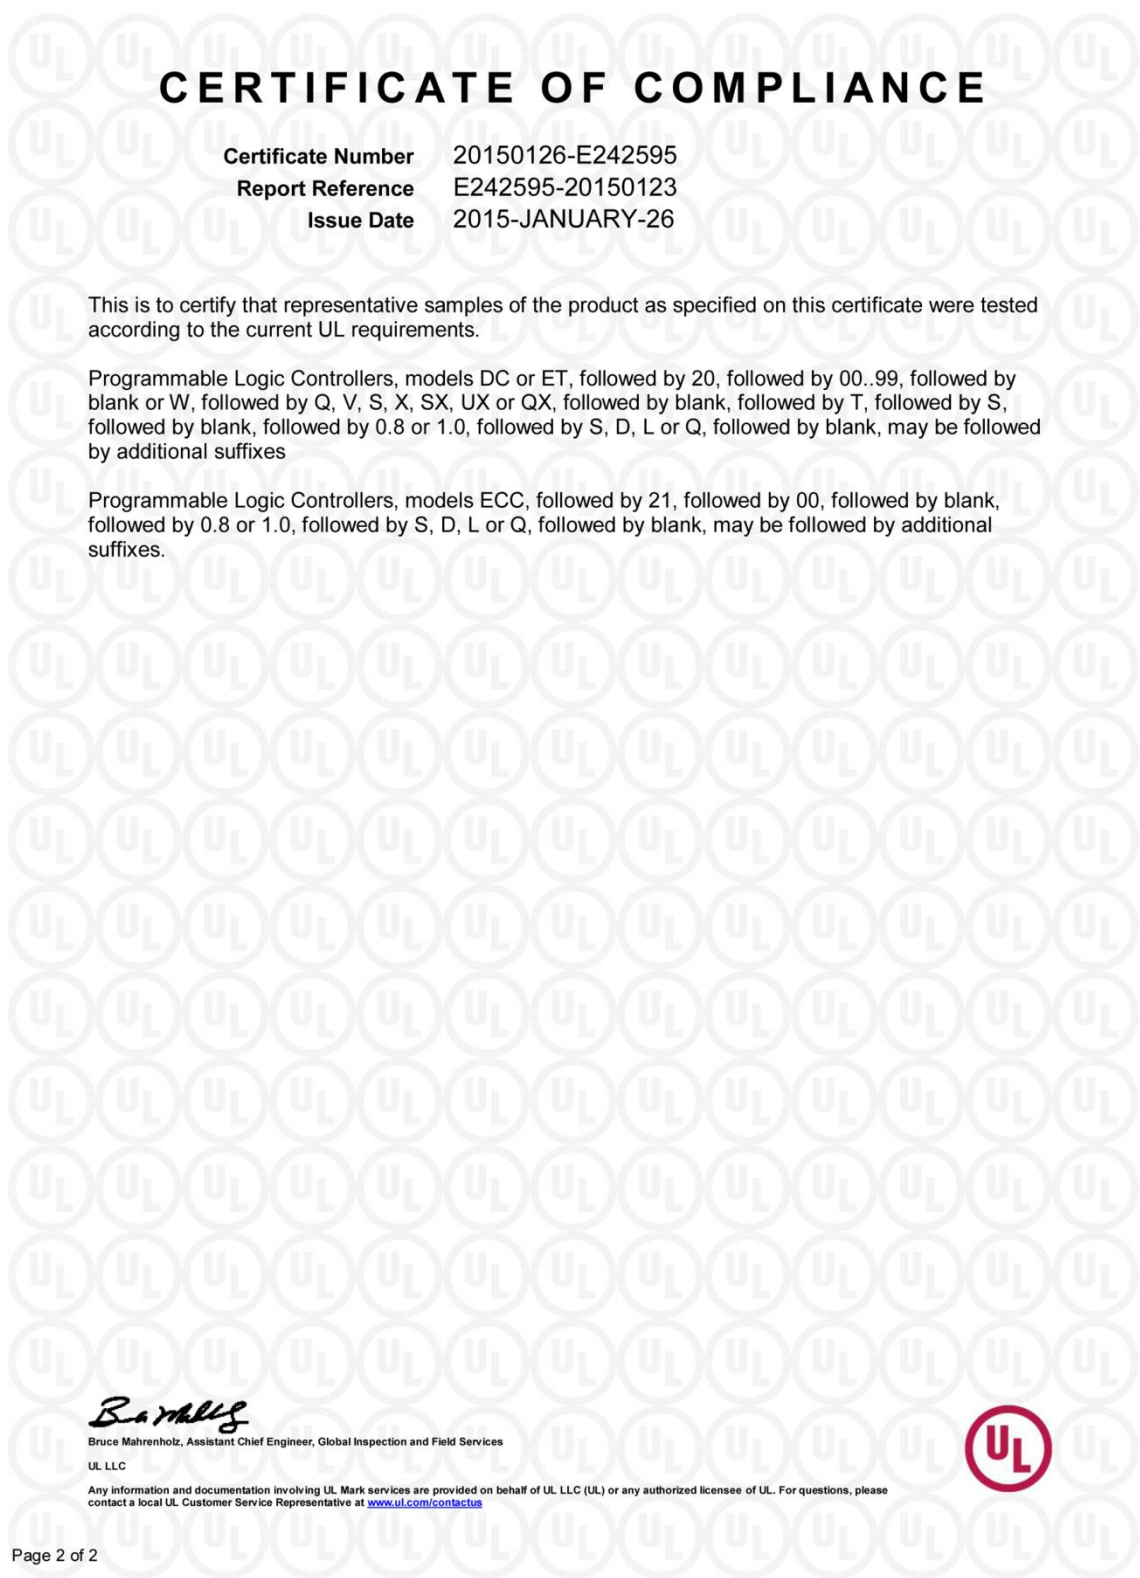 CERTIFICATE OF COMPLIANCE
Certificate Number 20150126-E242595
Report Reference E242595-20150123
Issue Date 2015-JANUARY-26
This is to certify that representative samples of the product as specified on this certificate were tested
according to the current UL requirements.
Programmable Logic Controllers, models DC or ET, followed by 20, followed by 00..99, followed by
blank or W, followed by Q, V, S, X, SX, UX or QX, followed by blank, followed by T, followed by S,
followed by blank, followed by 0.8 or 1.0, followed by S, D, L or Q, followed by blank, may be followed
by additional suffixes
Programmable Logic Controllers, models ECC, followed by 21, followed by 00, followed by blank,
followed by 0.8 or 1.0, followed by S, D, L or Q, followed by blank, may be followed by additional
suffixes.
Bruce Mahrenholz, Assistant Chief Engineer, Global Inspection and Field Services
UL LLC
Any information and documentation involving UL Mark services are provided on behalf of UL LLC (UL) or any authorized licensee of UL. For questions, please
contact a local UL Customer Service Representative at www.ul.com/contactus
UL
Page 2 of 2